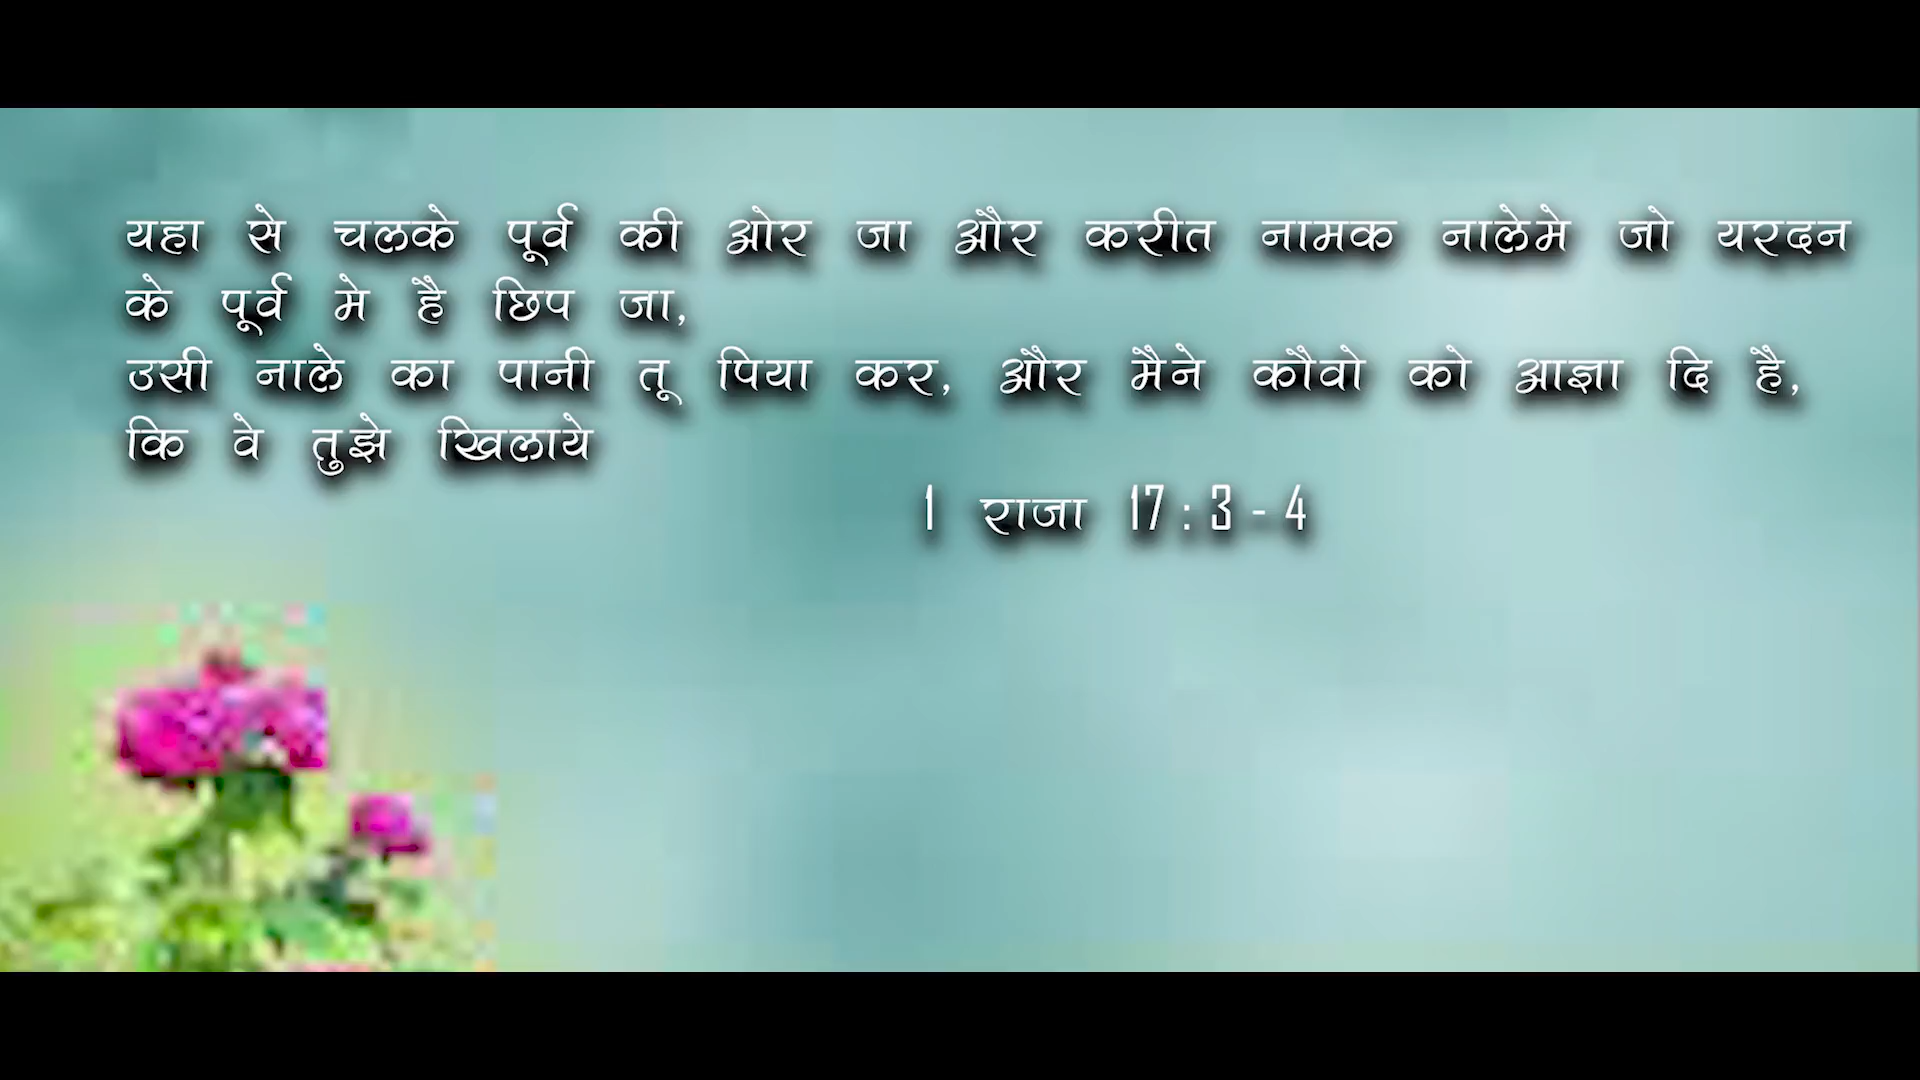 यहा से चलके पूर्व की ओर जा और करीत नामक नालेमे जो यरदन
के पूर्व मे है छिप जा,
उसी नाले का पानी तू पिया कर, और मैने कौवो को आज्ञा दि है,
कि वे तुझे खिलाये
1 राजा 17 : 3 - 4